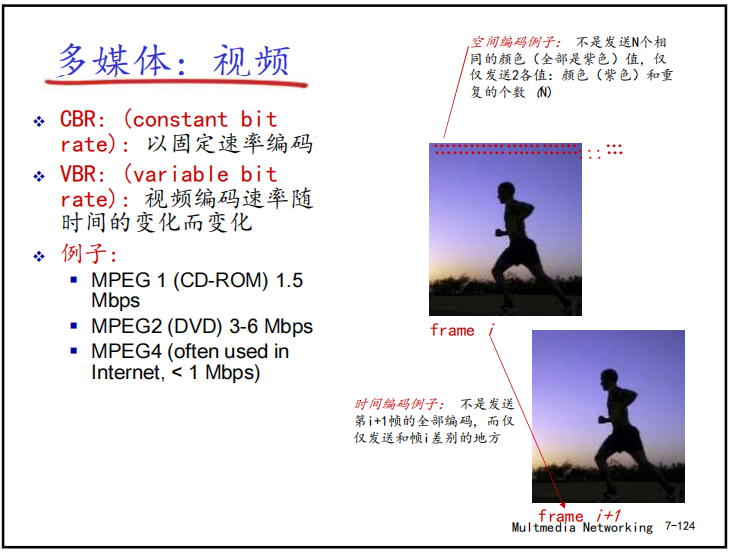 多媒体：视频
CBR: (constant bit
rate): 以固定速率编码
VBR: (variable bit
rate): 视频编码速率随
时间的变化而变化
例子：
MPEG 1 (CD-ROM) 1.5
Mbps
MPEG2 (DVD) 3-6 Mbps
MPEG4 (often used in
Internet, < 1 Mbps)
空间编码例子： 不是发送N个相
同的颜色（全部是紫色）值，仅
仅发送2各值：颜色（紫色）和重
复的个数 (N)
frame i
时间编码例子： 不是发送
第i+1帧的全部编码，而仅
仅发送和帧i差别的地方
frame i+1
Multmedia Networking 7-124